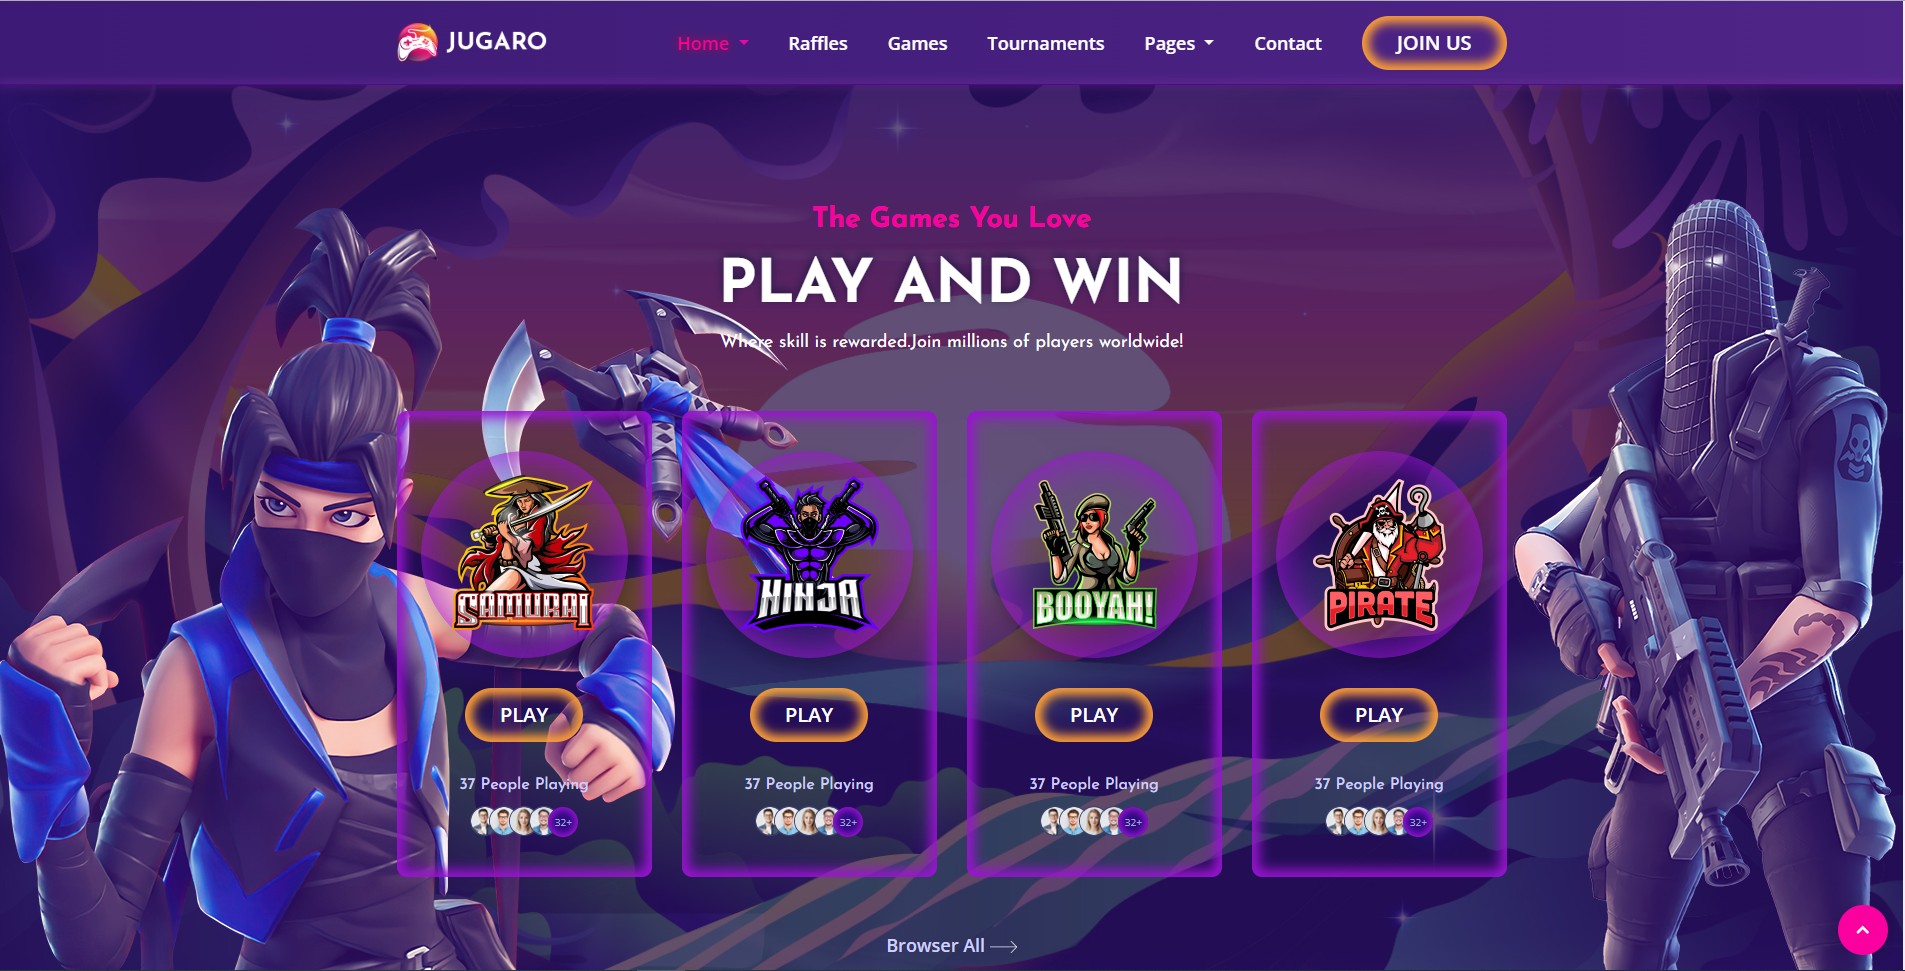 JUGARO
Home
Raffles
Games
Tournaments
Pages
Contact
JOIN US
The Games You Love
PLAY AND WIN
Where skill is rewarded.Join millions of players worldwide!
SAMURAI
NINJA
BOOYAH!
PIRATE
PLAY
PLAY
PLAY
PLAY
37 People Playing
37 People Playing
37 People Playing
37 People Playing
32+
32+
32+
32+
Browser All